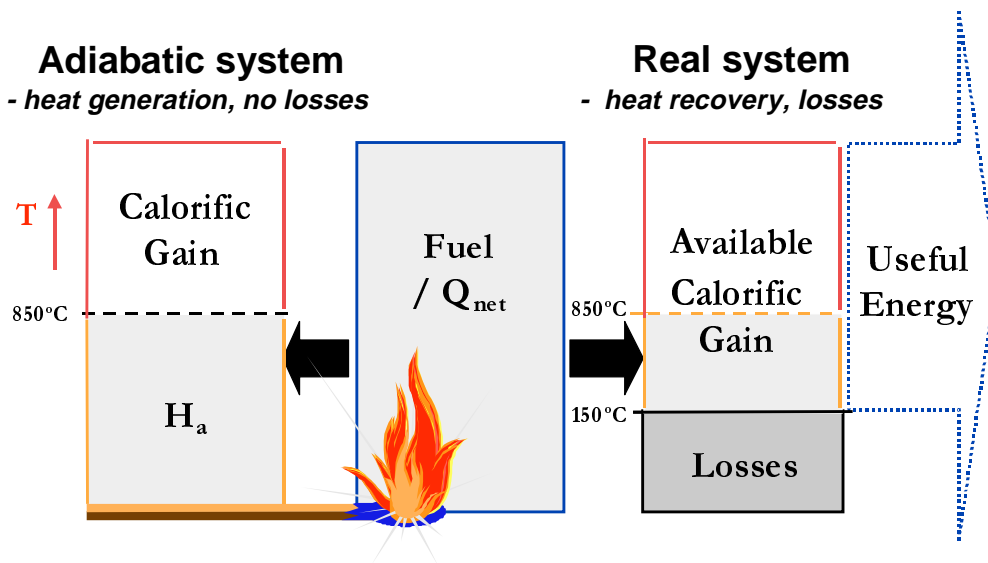 Adiabatic system
- heat generation, no losses
T
Calorific
Gain
850°C
Hₐ
Fuel
/ Qnet
Real system
- heat recovery, losses
Available
Calorific
Gain
850°C
150°C
Losses
Useful
Energy